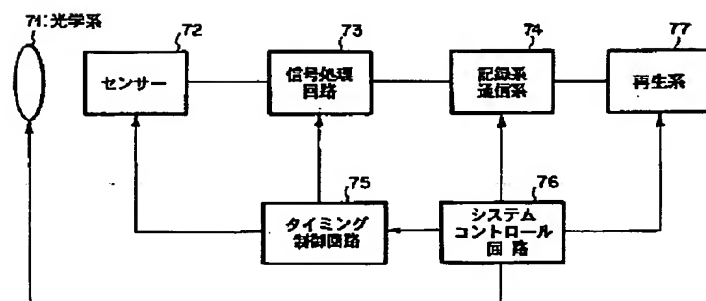 71:光学系
72
センサー
73
信号処理
回路
74
記録系
通信系
77
再生系
75
タイミング
制御回路
76
システム
コントロール
回路